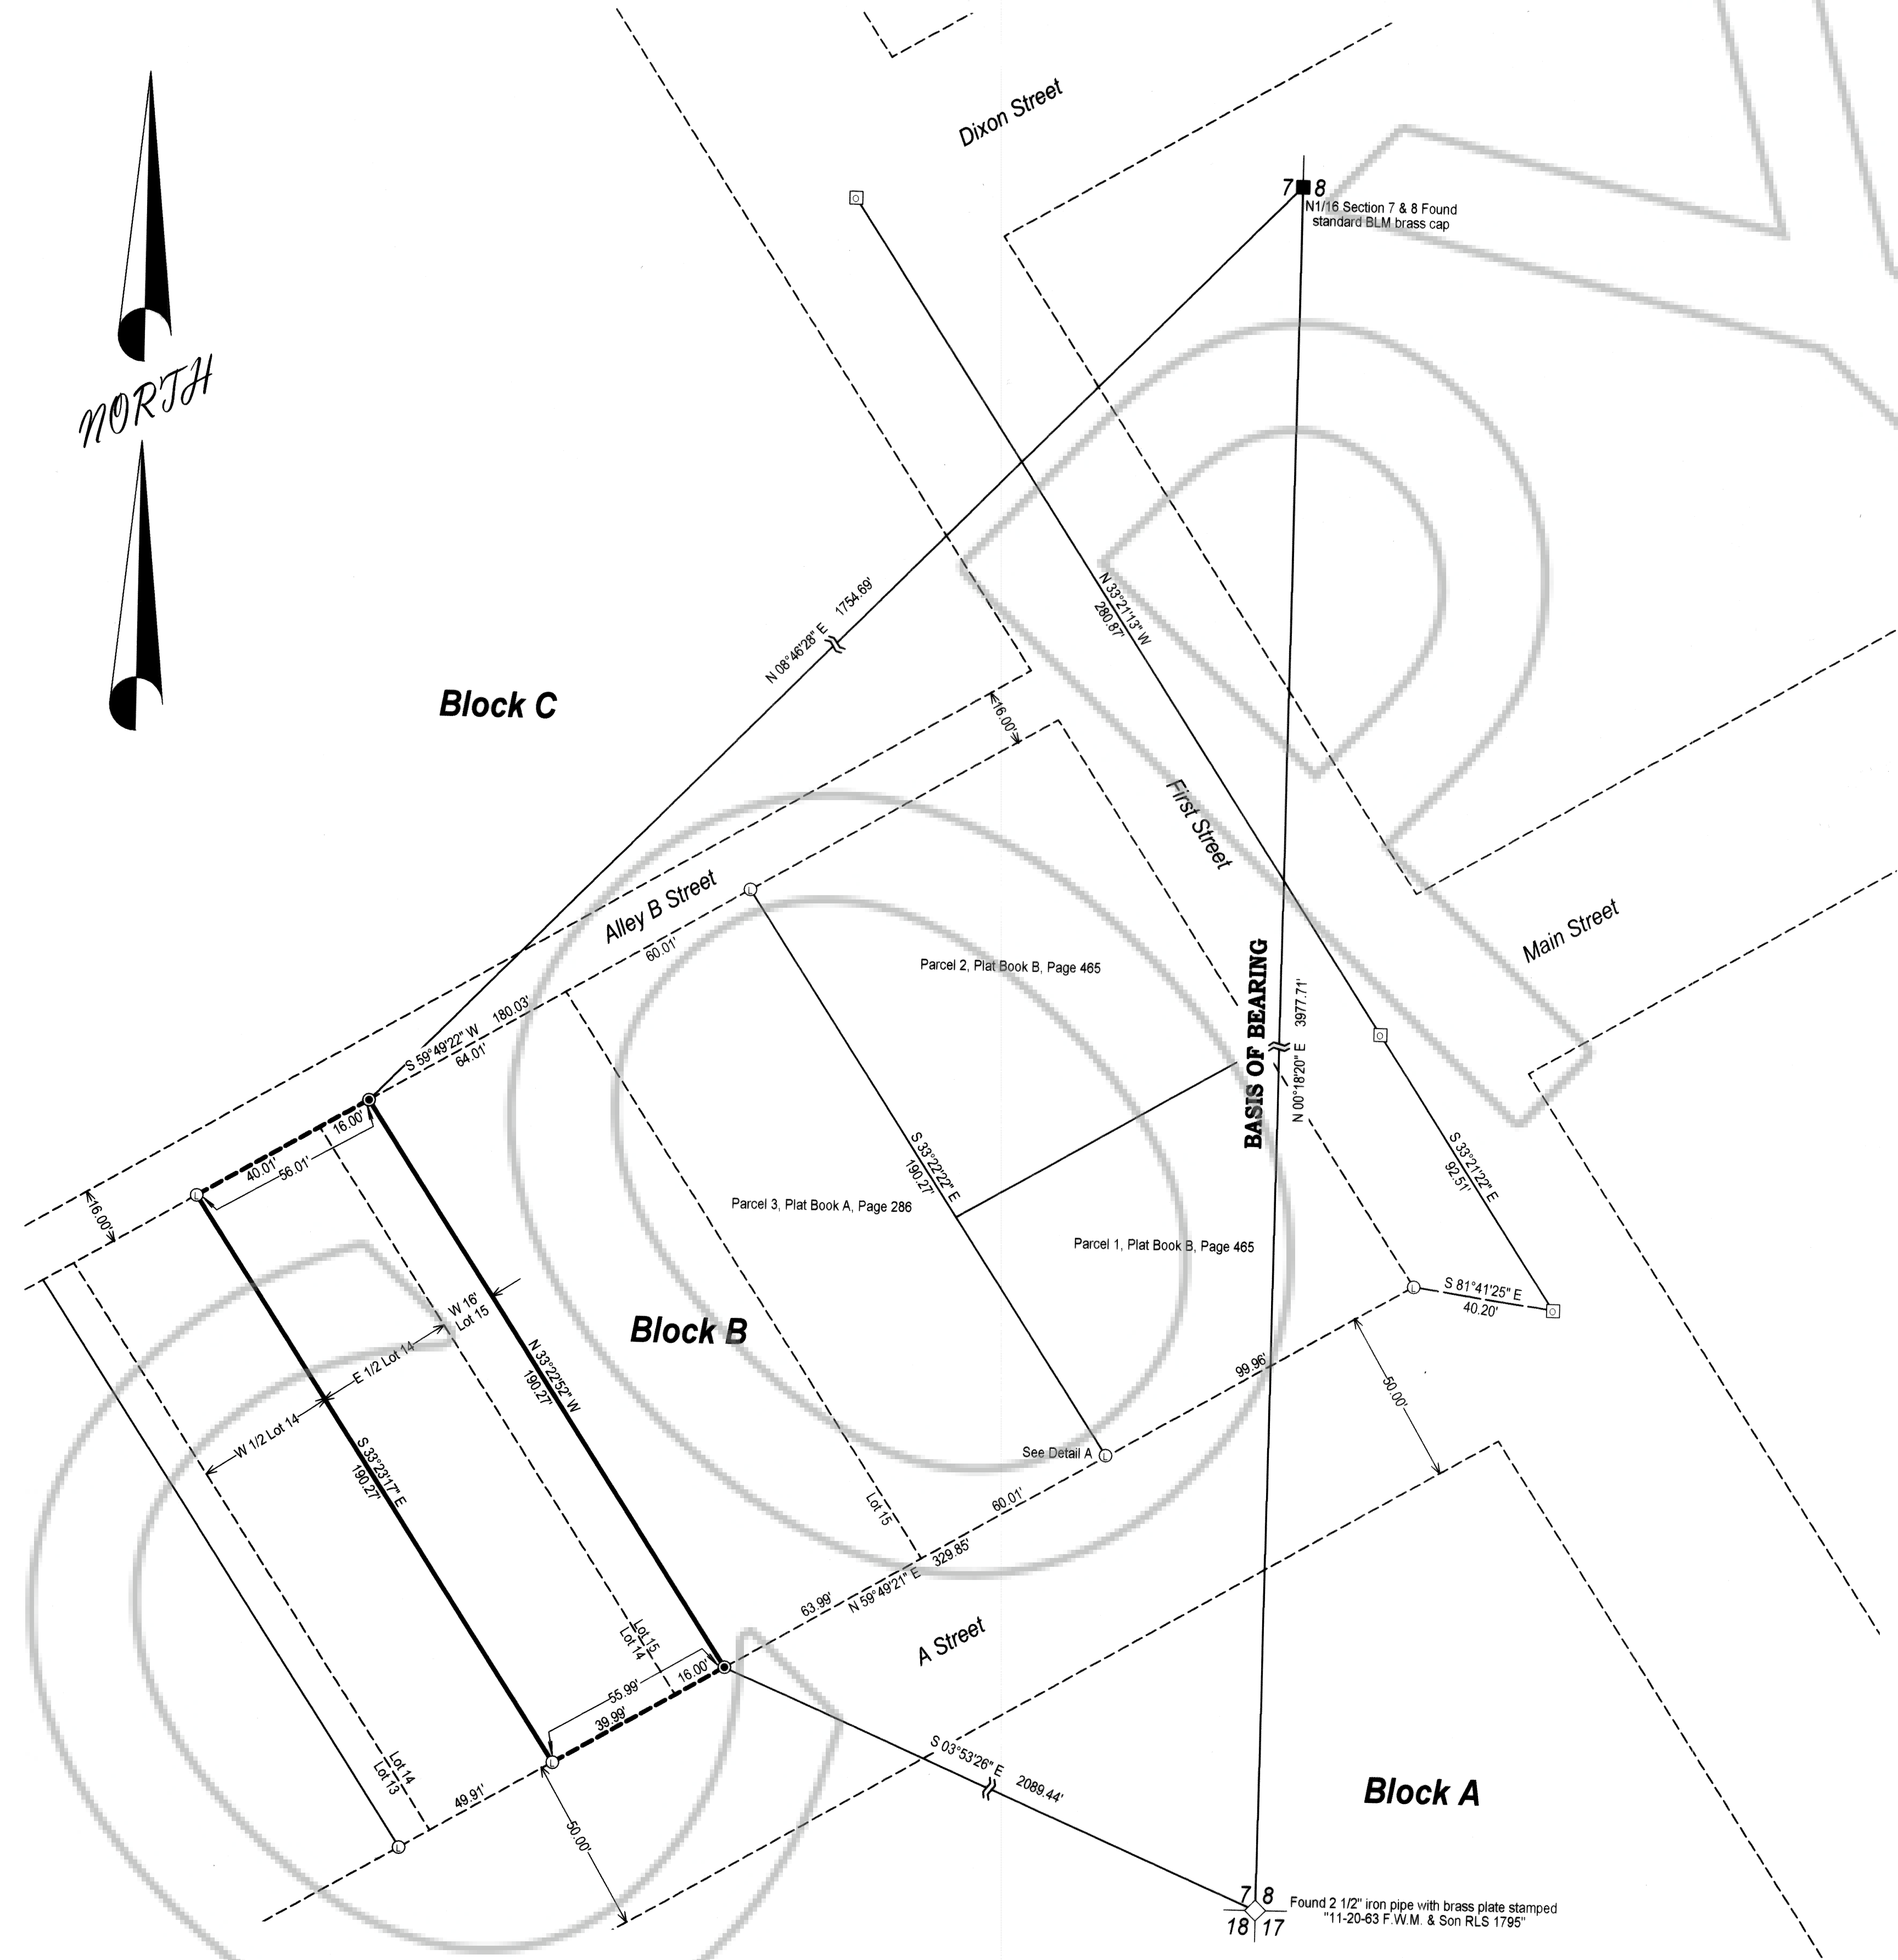 Dixon Street
7 8
N1/16 Section 7 & 8 Found
standard BLM brass cap
NORTH
N 33°21'13" W
280.87'
N 08°46'28" E 1754.69'
Block C
16.00'
First Street
Alley B Street
60.01'
Main Street
Parcel 2, Plat Book B, Page 465
BASIS OF BEARING
N 00°18'20" E 3977.71'
S 59°49'22" W 180.03'
64.01'
16.00'
40.01'
56.01'
16.00'
S 33°22'22" E
190.27'
S 33°21'22" E
92.51'
Parcel 3, Plat Book A, Page 286
Parcel 1, Plat Book B, Page 465
S 81°41'25" E
40.20'
W 16'
Lot 15
Block B
E 1/2 Lot 14
N 33°22'52" W
190.27'
99.96'
50.00'
W 1/2 Lot 14
S 33°23'17" E
190.27'
See Detail A
Lot 15
60.01'
N 59°49'21" E 329.85'
63.99'
A Street
Lot 15
Lot 14
16.00'
55.99'
39.99'
S 03°53'26" E 2089.44'
Lot 14
Lot 13
49.91'
50.00'
Block A
7 8
18 17
Found 2 1/2" iron pipe with brass plate stamped
"11-20-63 F.W.M. & Son RLS 1795"